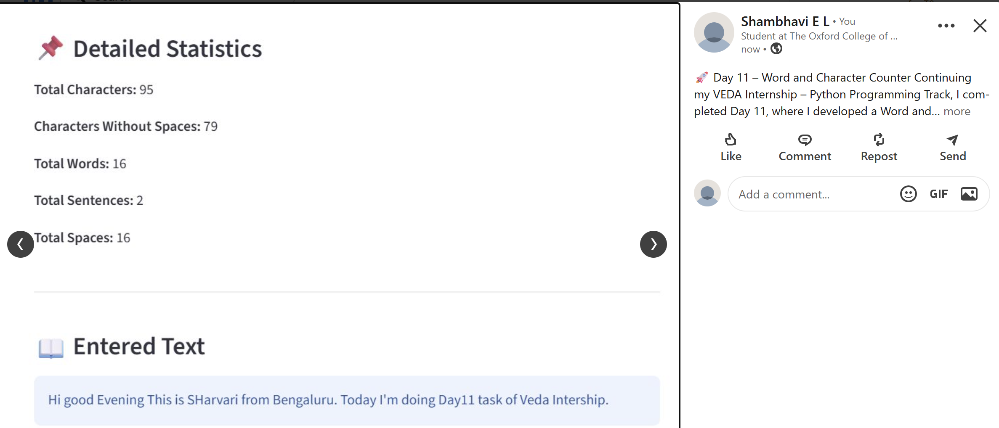 Detailed Statistics
Total Characters: 95
Characters Without Spaces: 79
Total Words: 16
Total Sentences: 2
Total Spaces: 16
Entered Text
Hi good Evening This is SHarvari from Bengaluru. Today I'm doing Day11 task of Veda Intership.
Shambhavi E L • You
Student at The Oxford College of ...
now •
Day 11 – Word and Character Counter Continuing
my VEDA Internship – Python Programming Track, I com-
pleted Day 11, where I developed a Word and... more
Like Comment Repost Send
Add a comment... GIF